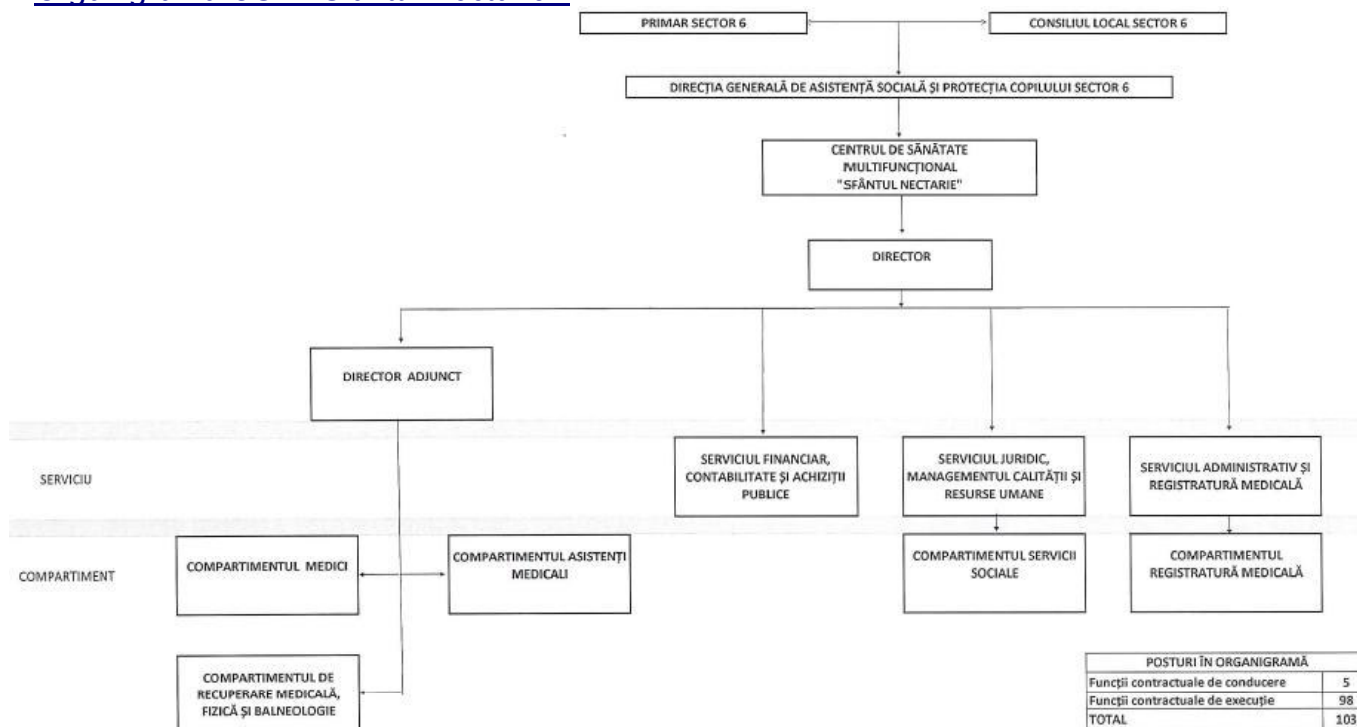 PRIMAR SECTOR 6
CONSILIUL LOCAL SECTOR 6
DIRECȚIA GENERALĂ DE ASISTENȚĂ SOCIALĂ ȘI PROTECȚIA COPILULUI SECTOR 6
CENTRUL DE SĂNĂTATE
MULTIFUNCȚIONAL
"SFÂNTUL NECTARIE"
DIRECTOR
DIRECTOR ADJUNCT
SERVICIU
SERVICIUL FINANCIAR,
CONTABILITATE ȘI ACHIZIȚII
PUBLICE
SERVICIUL JURIDIC,
MANAGEMENTUL CALITĂȚII ȘI
RESURSE UMANE
SERVICIUL ADMINISTRATIV ȘI
REGISTRATURĂ MEDICALĂ
COMPARTIMENT
COMPARTIMENTUL MEDICI
COMPARTIMENTUL ASISTENȚI
MEDICALI
COMPARTIMENTUL SERVICII
SOCIALE
COMPARTIMENTUL
REGISTRATURĂ MEDICALĂ
COMPARTIMENTUL DE
RECUPERARE MEDICALĂ,
FIZICĂ ȘI BALNEOLOGIE
POSTURI ÎN ORGANIGRAMĂ
Funcții contractuale de conducere 5
Funcții contractuale de execuție 98
TOTAL 103